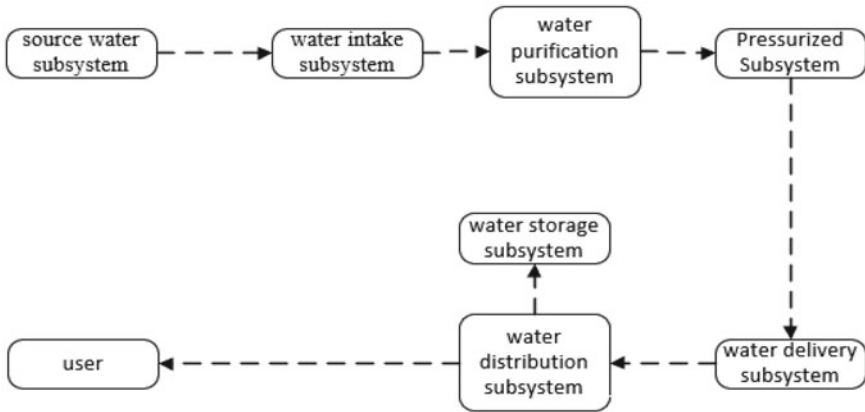 source water
subsystem
water intake
subsystem
water
purification
subsystem
Pressurized
Subsystem
water storage
subsystem
user
water
distribution
subsystem
water delivery
subsystem